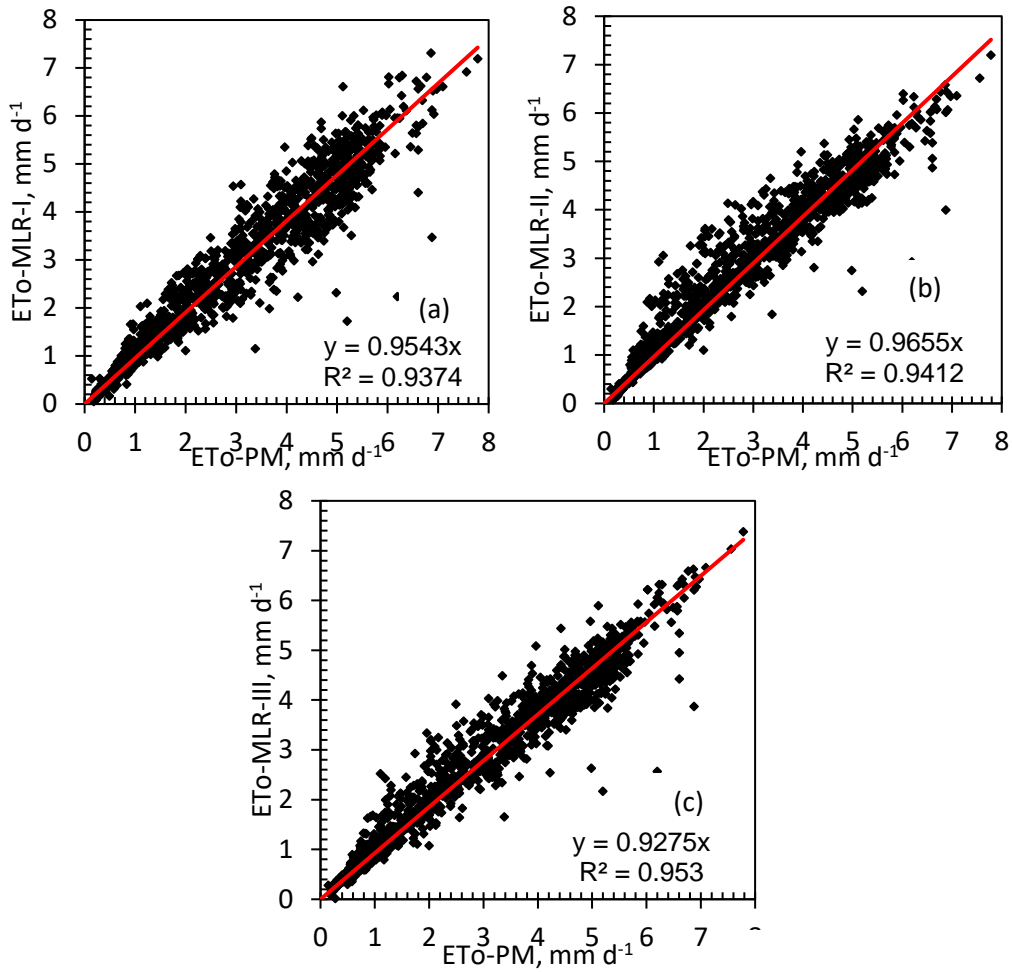 8
7
6
5
4
3
2
1
0
ETo-MLR-I, mm d-1
(a)
y = 0.9543x
R² = 0.9374
0 1 2 3 4 5 6 7 8
ETo-PM, mm d-1
8
7
6
5
4
3
2
1
0
ETo-MLR-II, mm d-1
(b)
y = 0.9655x
R² = 0.9412
0 1 2 3 4 5 6 7 8
ETo-PM, mm d-1
8
7
6
5
4
3
2
1
0
ETo-MLR-III, mm d-1
(c)
y = 0.9275x
R² = 0.953
0 1 2 3 4 5 6 7 8
ETo-PM, mm d-1